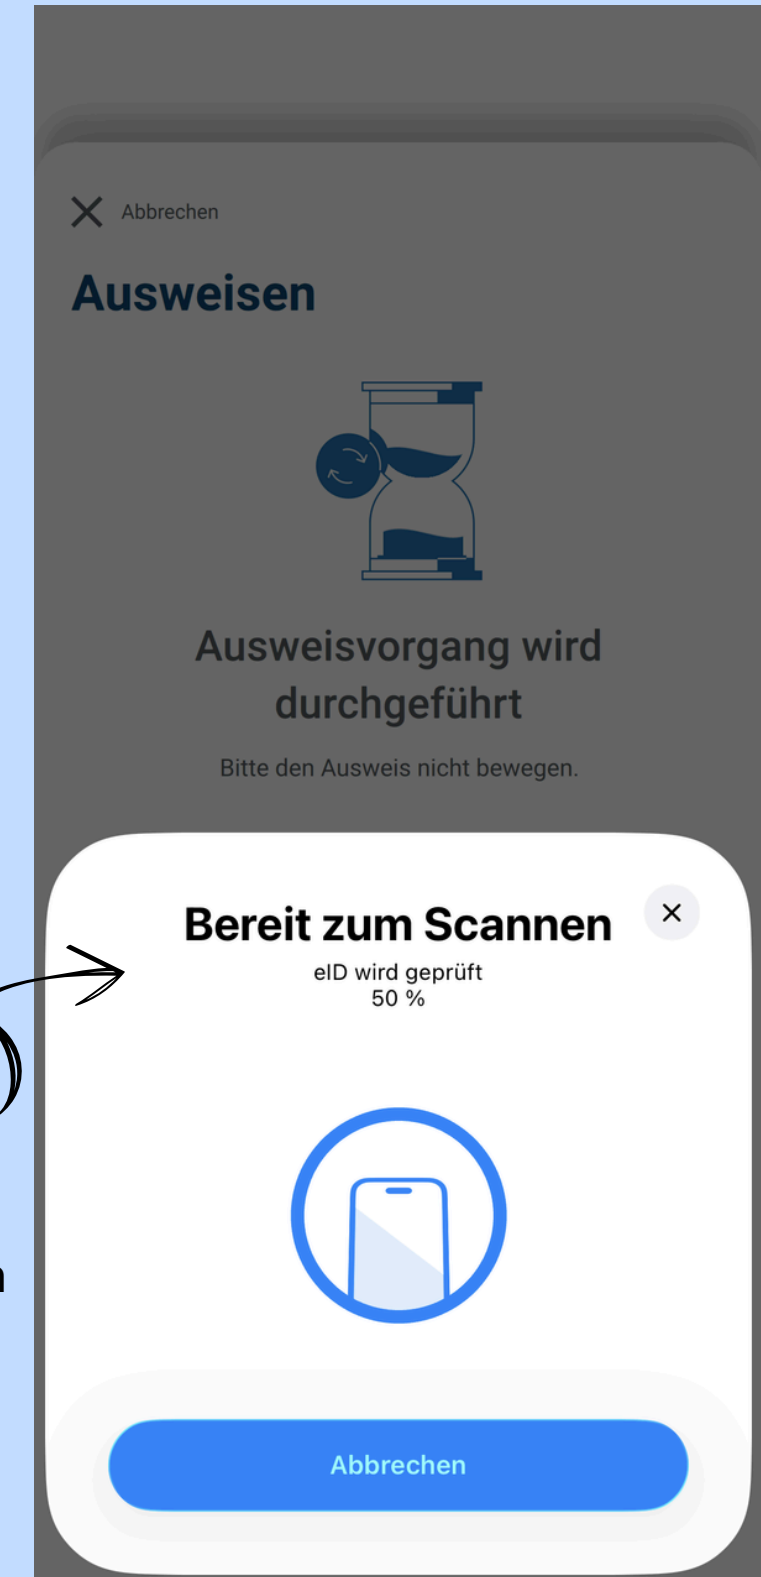 Abbrechen
Ausweisen
Ausweisvorgang wird
durchgeführt
Bitte den Ausweis nicht bewegen.
Bereit zum Scannen
eID wird geprüft
50 %
Abbrechen